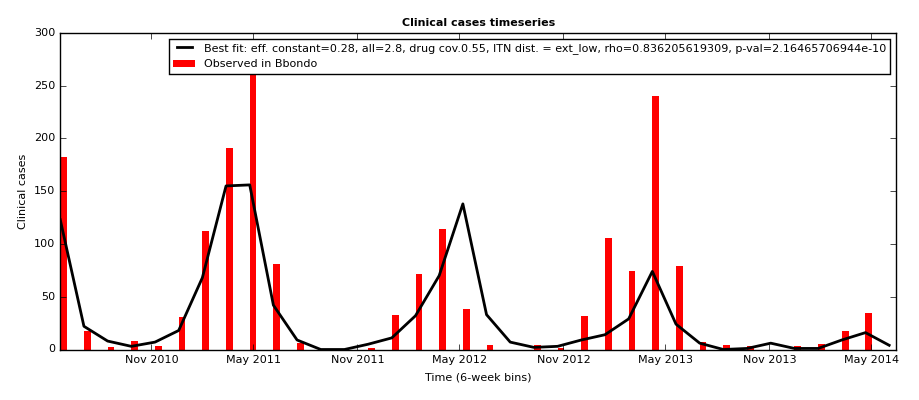 Clinical cases timeseries
Best fit: eff. constant=0.28, all=2.8, drug cov.0.55, ITN dist. = ext_low, rho=0.836205619309, p-val=2.16465706944e-10
Observed in Bbondo
300
250
200
150
100
50
0
Clinical cases
Nov 2010 May 2011 Nov 2011 May 2012 Nov 2012 May 2013 Nov 2013 May 2014
Time (6-week bins)